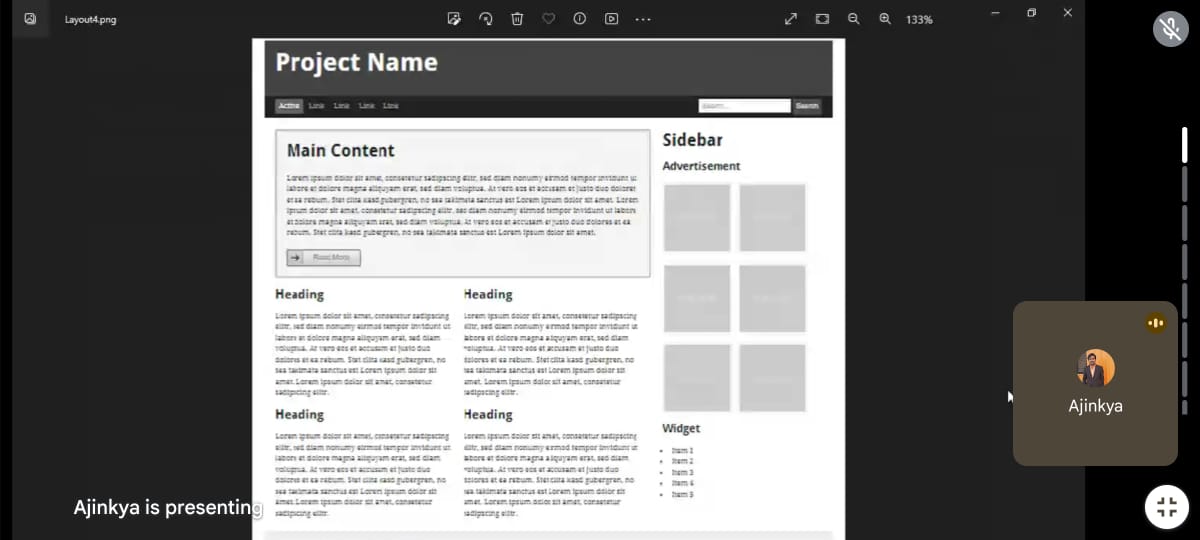 Layout4.png
133%
Project Name
Active Link Link Link Link
Search... Search
Main Content
Lorem ipsum dolor sit amet, consetetur sadipscing elitr, sed diam nonumy eirmod tempor invidunt ut
labore et dolore magna aliquyam erat, sed diam voluptua. At vero eos et accusam et justo duo dolores
et ea rebum. Stet clita kasd gubergren, no sea takimata sanctus est Lorem ipsum dolor sit amet. Lorem
ipsum dolor sit amet, consetetur sadipscing elitr, sed diam nonumy eirmod tempor invidunt ut labore
et dolore magna aliquyam erat, sed diam voluptua. At vero eos et accusam et justo duo dolores et ea
rebum. Stet clita kasd gubergren, no sea takimata sanctus est Lorem ipsum dolor sit amet.
Read More
Heading
Lorem ipsum dolor sit amet, consetetur sadipscing
elitr, sed diam nonumy eirmod tempor invidunt ut
labore et dolore magna aliquyam erat, sed diam
voluptua. At vero eos et accusam et justo duo
dolores et ea rebum. Stet clita kasd gubergren, no
sea takimata sanctus est Lorem ipsum dolor sit
amet. Lorem ipsum dolor sit amet, consetetur
sadipscing elitr.
Heading
Lorem ipsum dolor sit amet, consetetur sadipscing
elitr, sed diam nonumy eirmod tempor invidunt ut
labore et dolore magna aliquyam erat, sed diam
voluptua. At vero eos et accusam et justo duo
dolores et ea rebum. Stet clita kasd gubergren, no
sea takimata sanctus est Lorem ipsum dolor sit
amet. Lorem ipsum dolor sit amet, consetetur
sadipscing elitr.
Heading
Lorem ipsum dolor sit amet, consetetur sadipscing
elitr, sed diam nonumy eirmod tempor invidunt ut
labore et dolore magna aliquyam erat, sed diam
voluptua. At vero eos et accusam et justo duo
dolores et ea rebum. Stet clita kasd gubergren, no
sea takimata sanctus est Lorem ipsum dolor sit
amet. Lorem ipsum dolor sit amet, consetetur
sadipscing elitr.
Heading
Lorem ipsum dolor sit amet, consetetur sadipscing
elitr, sed diam nonumy eirmod tempor invidunt ut
labore et dolore magna aliquyam erat, sed diam
voluptua. At vero eos et accusam et justo duo
dolores et ea rebum. Stet clita kasd gubergren, no
sea takimata sanctus est Lorem ipsum dolor sit
amet. Lorem ipsum dolor sit amet, consetetur
sadipscing elitr.
Sidebar
Advertisement
Widget
Item 1
Item 2
Item 3
Item 4
Item 5
Ajinkya
Ajinkya is presenting